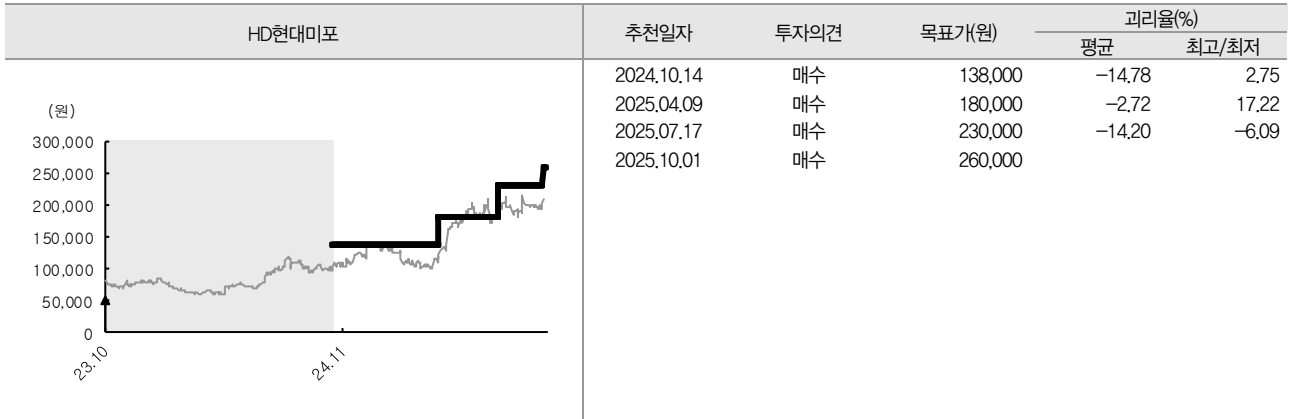 HD현대미포 추천일자 투자의견 목표가(원) 괴리율(%)
평균 최고/최저
2024.10.14 매수 138,000 -14.78 2.75
2025.04.09 매수 180,000 -2.72 17.22
2025.07.17 매수 230,000 -14.20 -6.09
2025.10.01 매수 260,000
(원)
300,000
250,000
200,000
150,000
100,000
50,000
0
23.10 24.11